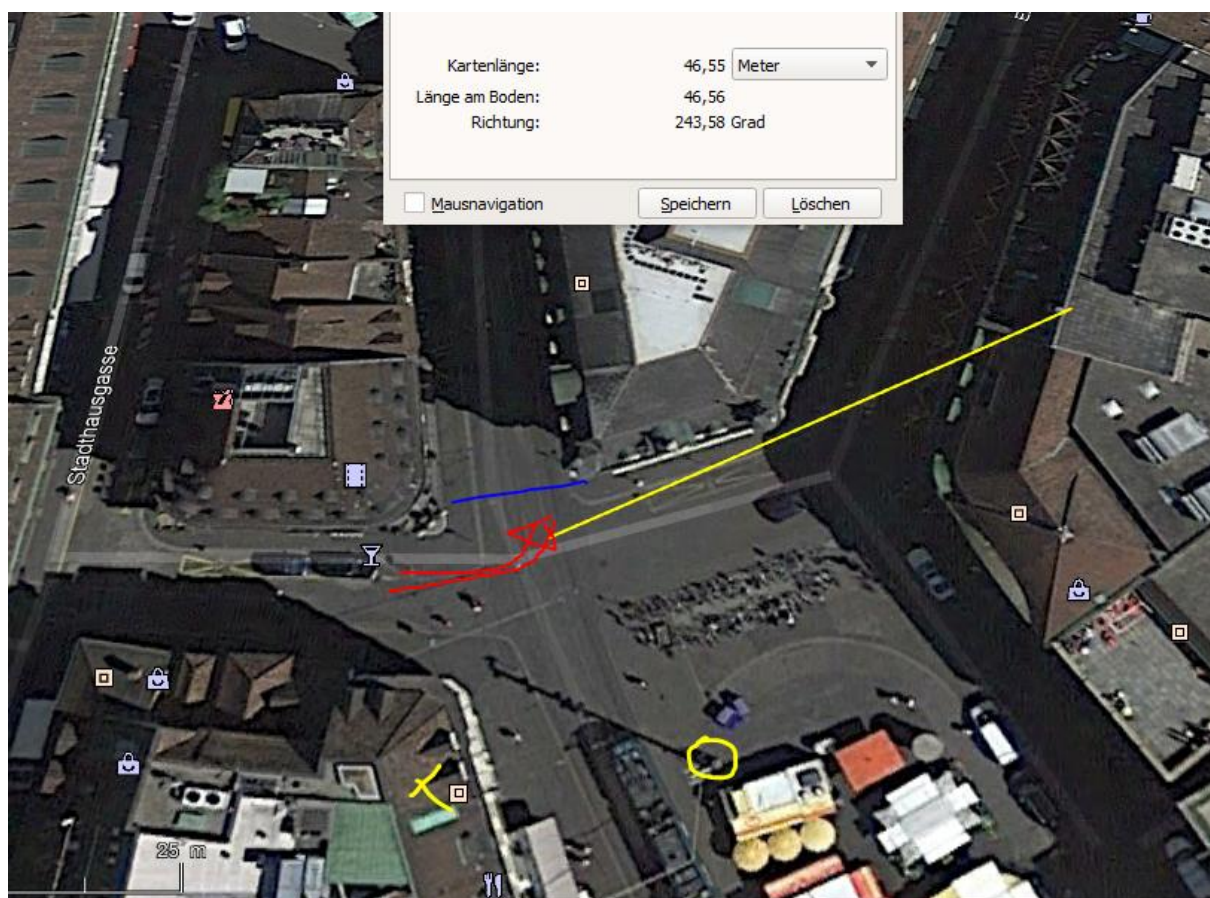 Kartenlänge: 46,55 Meter
Länge am Boden: 46,56
Richtung: 243,58 Grad
Mausnavigation Speichern Löschen
Stadthausgasse
25 m